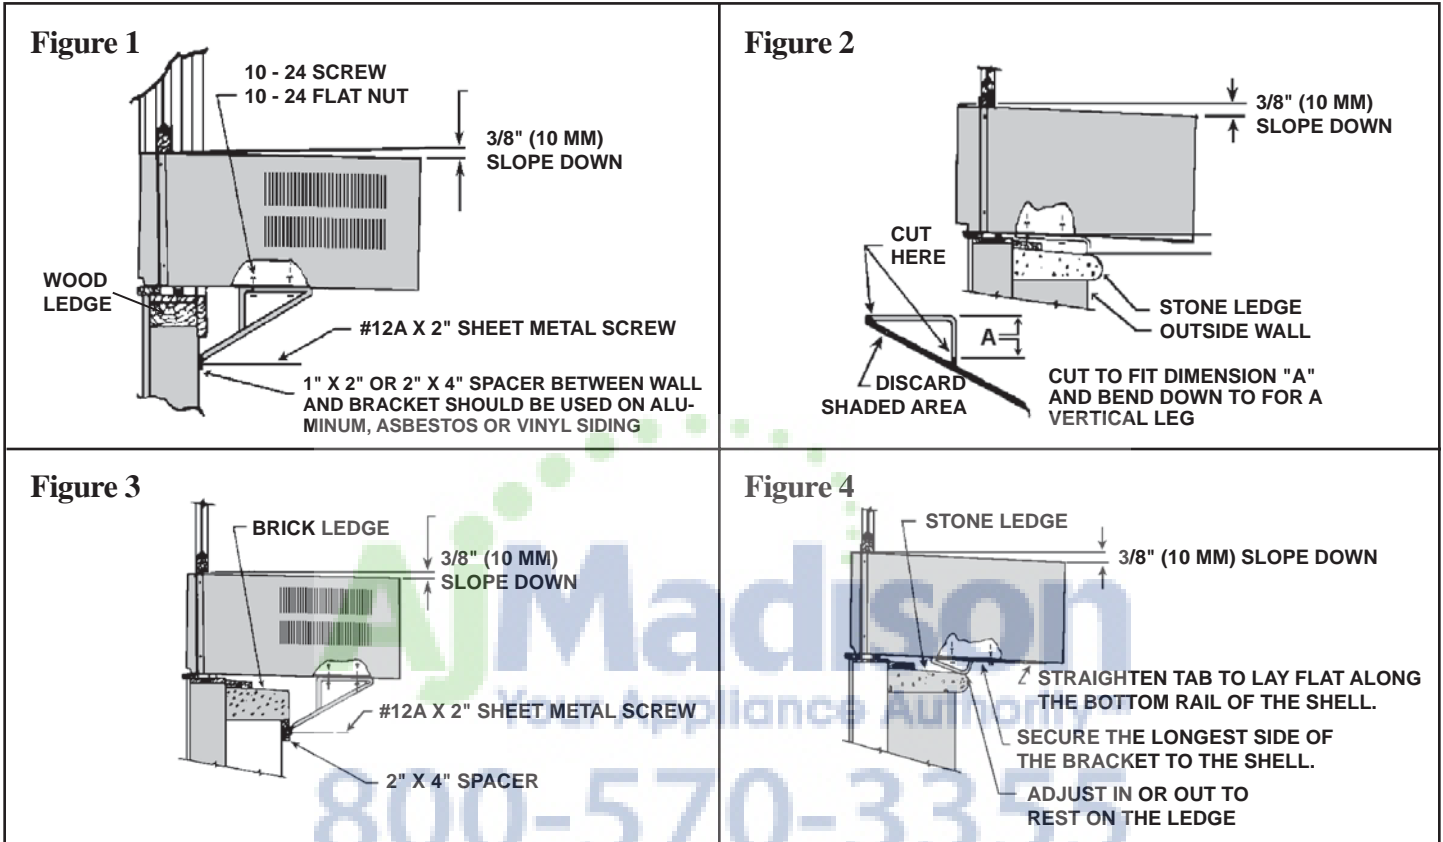 Figure 1
10 - 24 SCREW
10 - 24 FLAT NUT
3/8" (10 MM)
SLOPE DOWN
WOOD
LEDGE
#12A X 2" SHEET METAL SCREW
1" X 2" OR 2" X 4" SPACER BETWEEN WALL
AND BRACKET SHOULD BE USED ON ALU-
MINUM, ASBESTOS OR VINYL SIDING
Figure 2
3/8" (10 MM)
SLOPE DOWN
CUT
HERE
STONE LEDGE
OUTSIDE WALL
A
DISCARD
SHADED AREA
CUT TO FIT DIMENSION "A"
AND BEND DOWN TO FOR A
VERTICAL LEG
Figure 3
BRICK LEDGE
3/8" (10 MM)
SLOPE DOWN
#12A X 2" SHEET METAL SCREW
2" X 4" SPACER
Figure 4
STONE LEDGE
3/8" (10 MM) SLOPE DOWN
STRAIGHTEN TAB TO LAY FLAT ALONG
THE BOTTOM RAIL OF THE SHELL.
SECURE THE LONGEST SIDE OF
THE BRACKET TO THE SHELL.
ADJUST IN OR OUT TO
REST ON THE LEDGE
AjMadison
Your Appliance Authority
800-570-3355